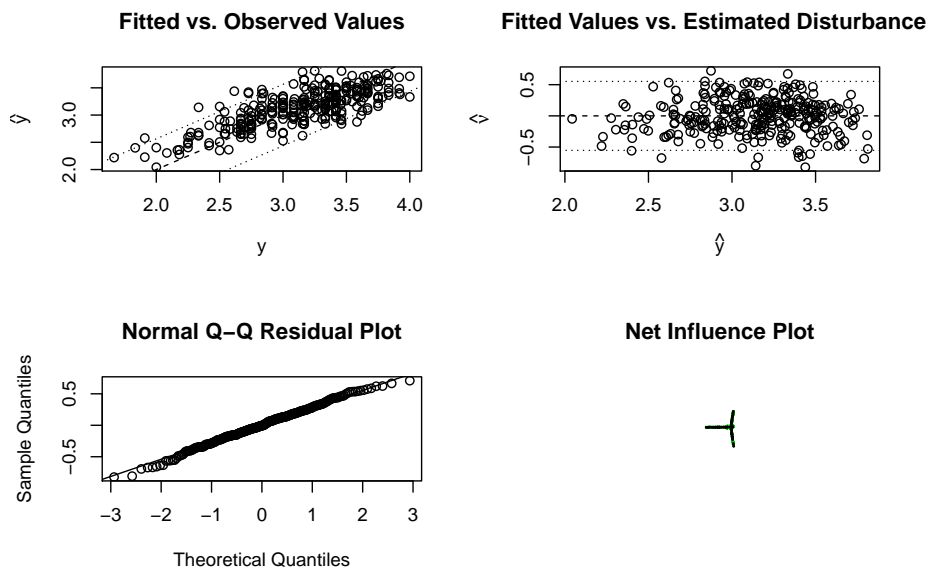 Fitted vs. Observed Values
ŷ
3.0
2.0
2.0 2.5 3.0 3.5 4.0
y
Fitted Values vs. Estimated Disturbance
ν̂
0.5
−0.5
2.0 2.5 3.0 3.5
ŷ
Normal Q−Q Residual Plot
Sample Quantiles
0.5
−0.5
−3 −2 −1 0 1 2 3
Theoretical Quantiles
Net Influence Plot